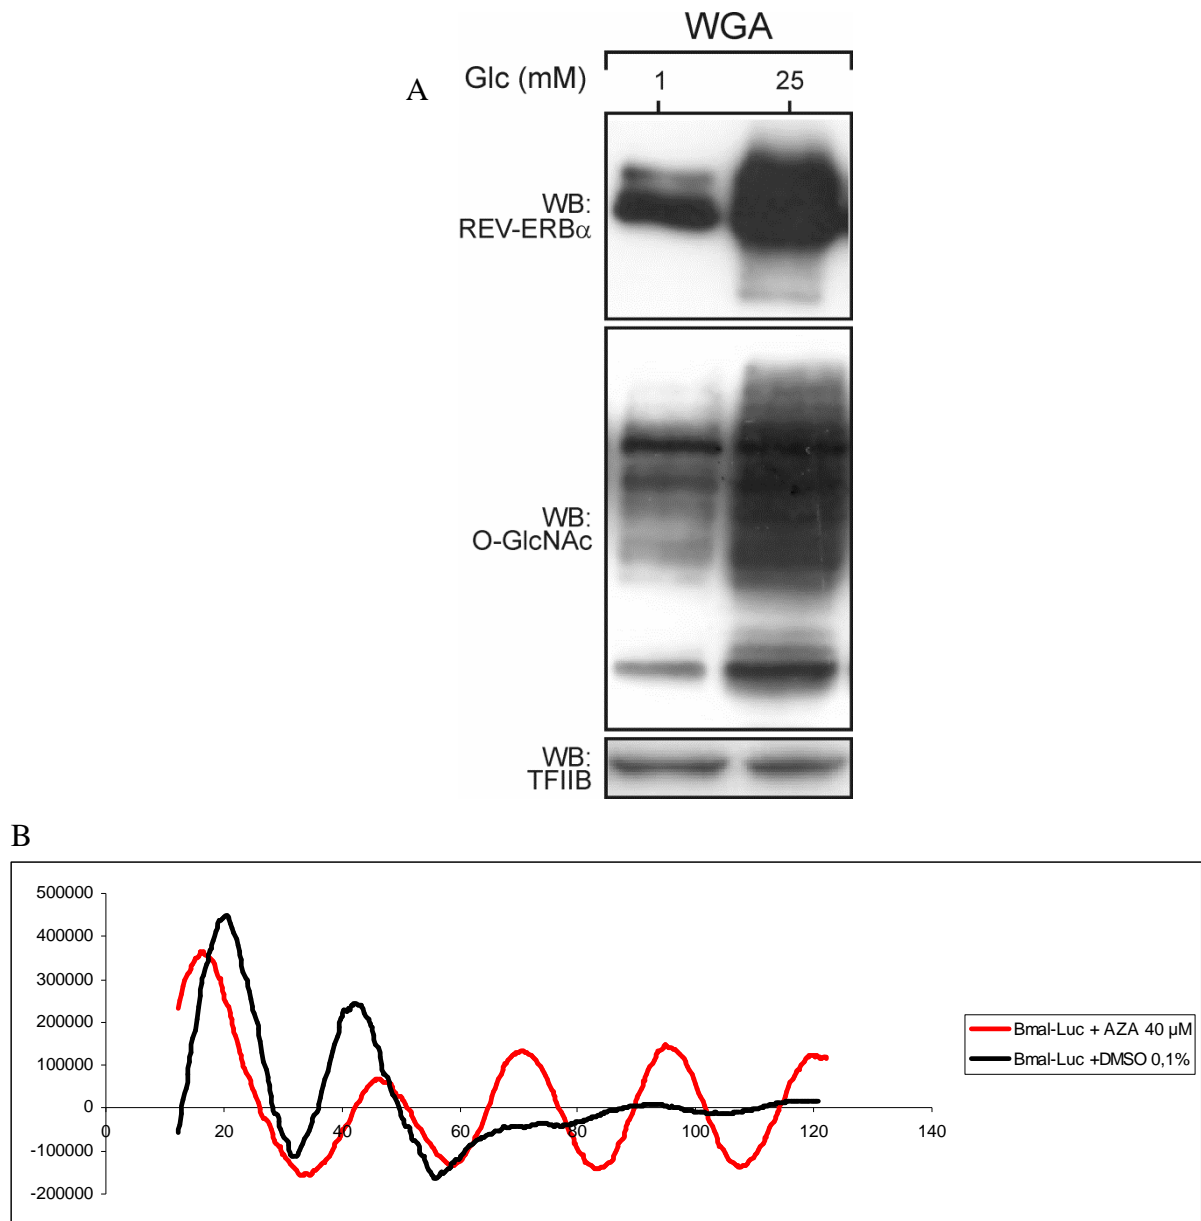 WGA
A
Glc (mM) 1 25
WB:
REV-ERBα
WB:
O-GlcNAc
WB:
TFIIB
B
500000
400000
300000
200000
100000
0
-100000
-200000
0 20 40 60 80 100 120 140
Bmal-Luc + AZA 40 µM
Bmal-Luc +DMSO 0,1%